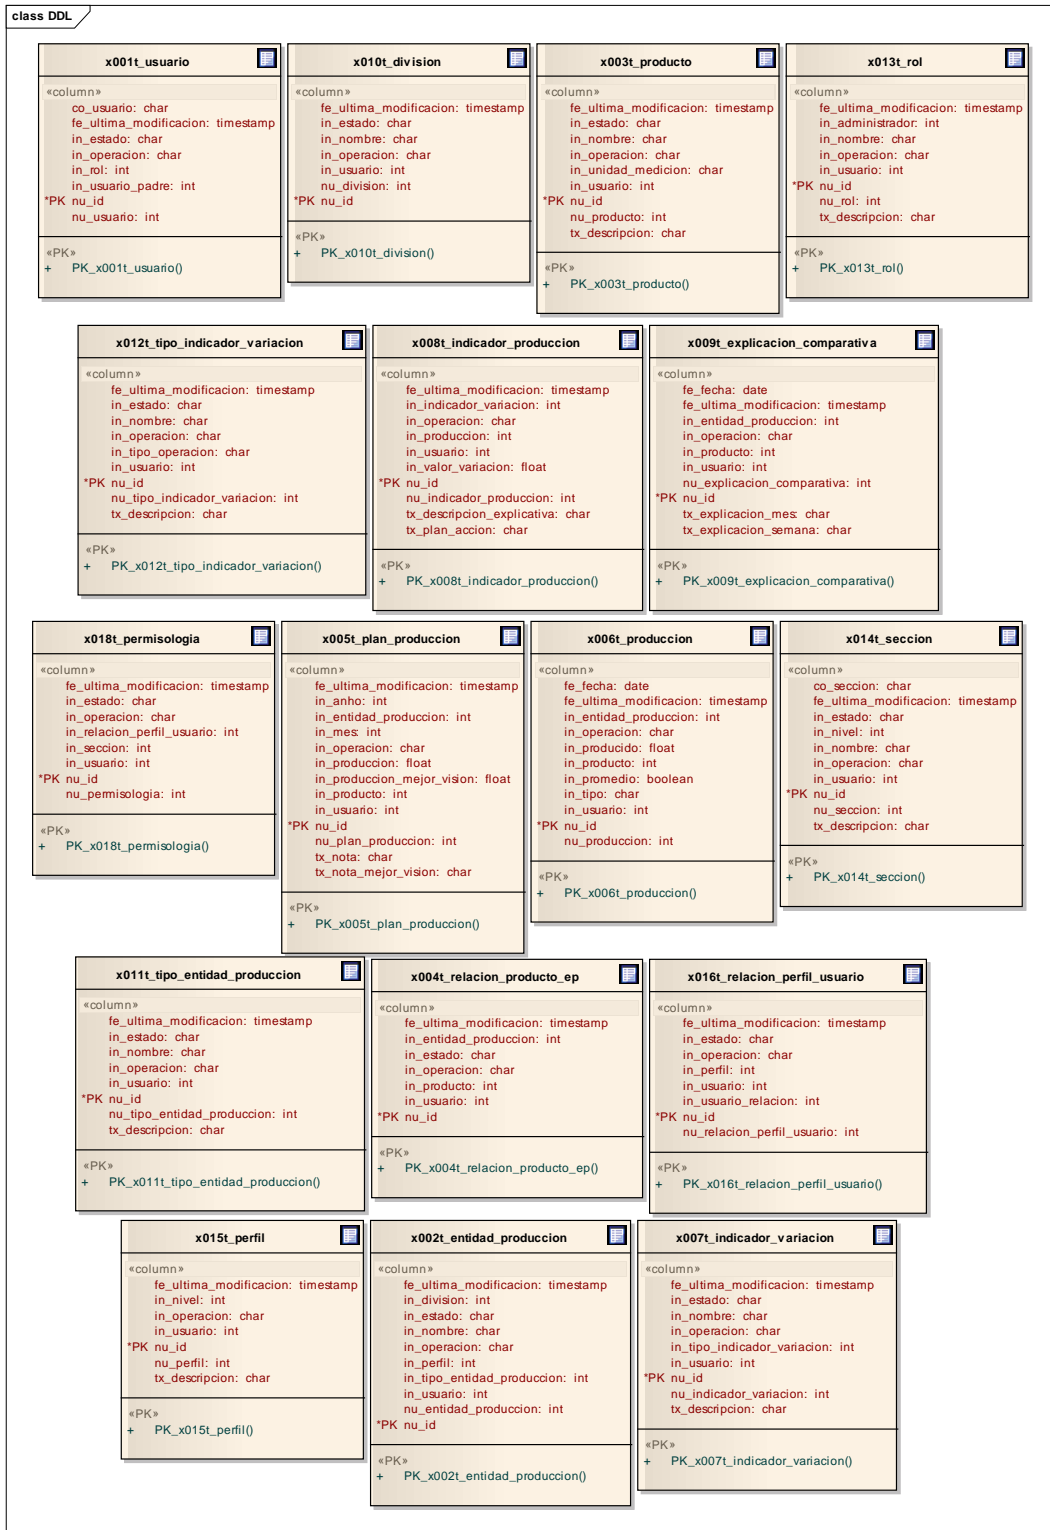 class DDL
x001t_usuario
«column»
co_usuario: char
fe_ultima_modificacion: timestamp
in_estado: char
in_operacion: char
in_rol: int
in_usuario_padre: int
*PK nu_id
nu_usuario: int
«PK»
+ PK_x001t_usuario()
x010t_division
«column»
fe_ultima_modificacion: timestamp
in_estado: char
in_nombre: char
in_operacion: char
in_usuario: int
nu_division: int
*PK nu_id
«PK»
+ PK_x010t_division()
x003t_producto
«column»
fe_ultima_modificacion: timestamp
in_estado: char
in_nombre: char
in_operacion: char
in_unidad_medicion: char
in_usuario: int
*PK nu_id
nu_producto: int
tx_descripcion: char
«PK»
+ PK_x003t_producto()
x013t_rol
«column»
fe_ultima_modificacion: timestamp
in_administrador: int
in_nombre: char
in_operacion: char
in_usuario: int
*PK nu_id
nu_rol: int
tx_descripcion: char
«PK»
+ PK_x013t_rol()
x012t_tipo_indicador_variacion
«column»
fe_ultima_modificacion: timestamp
in_estado: char
in_nombre: char
in_operacion: char
in_tipo_operacion: char
in_usuario: int
*PK nu_id
nu_tipo_indicador_variacion: int
tx_descripcion: char
«PK»
+ PK_x012t_tipo_indicador_variacion()
x008t_indicador_produccion
«column»
fe_ultima_modificacion: timestamp
in_indicador_variacion: int
in_operacion: char
in_produccion: int
in_usuario: int
in_valor_variacion: float
*PK nu_id
nu_indicador_produccion: int
tx_descripcion_explicativa: char
tx_plan_accion: char
«PK»
+ PK_x008t_indicador_produccion()
x009t_explicacion_comparativa
«column»
fe_fecha: date
fe_ultima_modificacion: timestamp
in_entidad_produccion: int
in_operacion: char
in_producto: int
in_usuario: int
nu_explicacion_comparativa: int
*PK nu_id
tx_explicacion_mes: char
tx_explicacion_semana: char
«PK»
+ PK_x009t_explicacion_comparativa()
x018t_permisologia
«column»
fe_ultima_modificacion: timestamp
in_estado: char
in_operacion: char
in_relacion_perfil_usuario: int
in_seccion: int
in_usuario: int
*PK nu_id
nu_permisologia: int
«PK»
+ PK_x018t_permisologia()
x005t_plan_produccion
«column»
fe_ultima_modificacion: timestamp
in_anho: int
in_entidad_produccion: int
in_mes: int
in_operacion: char
in_produccion: float
in_produccion_mejor_vision: float
in_producto: int
in_usuario: int
*PK nu_id
nu_plan_produccion: int
tx_nota: char
tx_nota_mejor_vision: char
«PK»
+ PK_x005t_plan_produccion()
x006t_produccion
«column»
fe_fecha: date
fe_ultima_modificacion: timestamp
in_entidad_produccion: int
in_operacion: char
in_producido: float
in_producto: int
in_promedio: boolean
in_tipo: char
in_usuario: int
*PK nu_id
nu_produccion: int
«PK»
+ PK_x006t_produccion()
x014t_seccion
«column»
co_seccion: char
fe_ultima_modificacion: timestamp
in_estado: char
in_nivel: int
in_nombre: char
in_operacion: char
in_usuario: int
*PK nu_id
nu_seccion: int
tx_descripcion: char
«PK»
+ PK_x014t_seccion()
x011t_tipo_entidad_produccion
«column»
fe_ultima_modificacion: timestamp
in_estado: char
in_nombre: char
in_operacion: char
in_usuario: int
*PK nu_id
nu_tipo_entidad_produccion: int
tx_descripcion: char
«PK»
+ PK_x011t_tipo_entidad_produccion()
x004t_relacion_producto_ep
«column»
fe_ultima_modificacion: timestamp
in_entidad_produccion: int
in_estado: char
in_operacion: char
in_producto: int
in_usuario: int
*PK nu_id
«PK»
+ PK_x004t_relacion_producto_ep()
x016t_relacion_perfil_usuario
«column»
fe_ultima_modificacion: timestamp
in_estado: char
in_operacion: char
in_perfil: int
in_usuario: int
in_usuario_relacion: int
*PK nu_id
nu_relacion_perfil_usuario: int
«PK»
+ PK_x016t_relacion_perfil_usuario()
x015t_perfil
«column»
fe_ultima_modificacion: timestamp
in_nivel: int
in_operacion: char
in_usuario: int
*PK nu_id
nu_perfil: int
tx_descripcion: char
«PK»
+ PK_x015t_perfil()
x002t_entidad_produccion
«column»
fe_ultima_modificacion: timestamp
in_division: int
in_estado: char
in_nombre: char
in_operacion: char
in_perfil: int
in_tipo_entidad_produccion: int
in_usuario: int
nu_entidad_produccion: int
*PK nu_id
«PK»
+ PK_x002t_entidad_produccion()
x007t_indicador_variacion
«column»
fe_ultima_modificacion: timestamp
in_estado: char
in_nombre: char
in_operacion: char
in_tipo_indicador_variacion: int
in_usuario: int
*PK nu_id
nu_indicador_variacion: int
tx_descripcion: char
«PK»
+ PK_x007t_indicador_variacion()